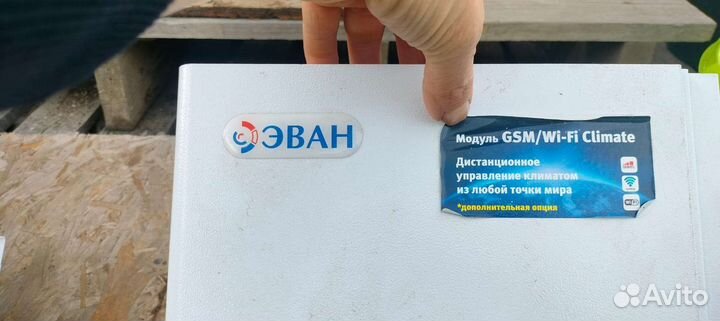 ЭВАН
Модуль GSM/Wi-Fi Climate
Дистанционное
управление климатом
из любой точки мира
*дополнительная опция
Avito